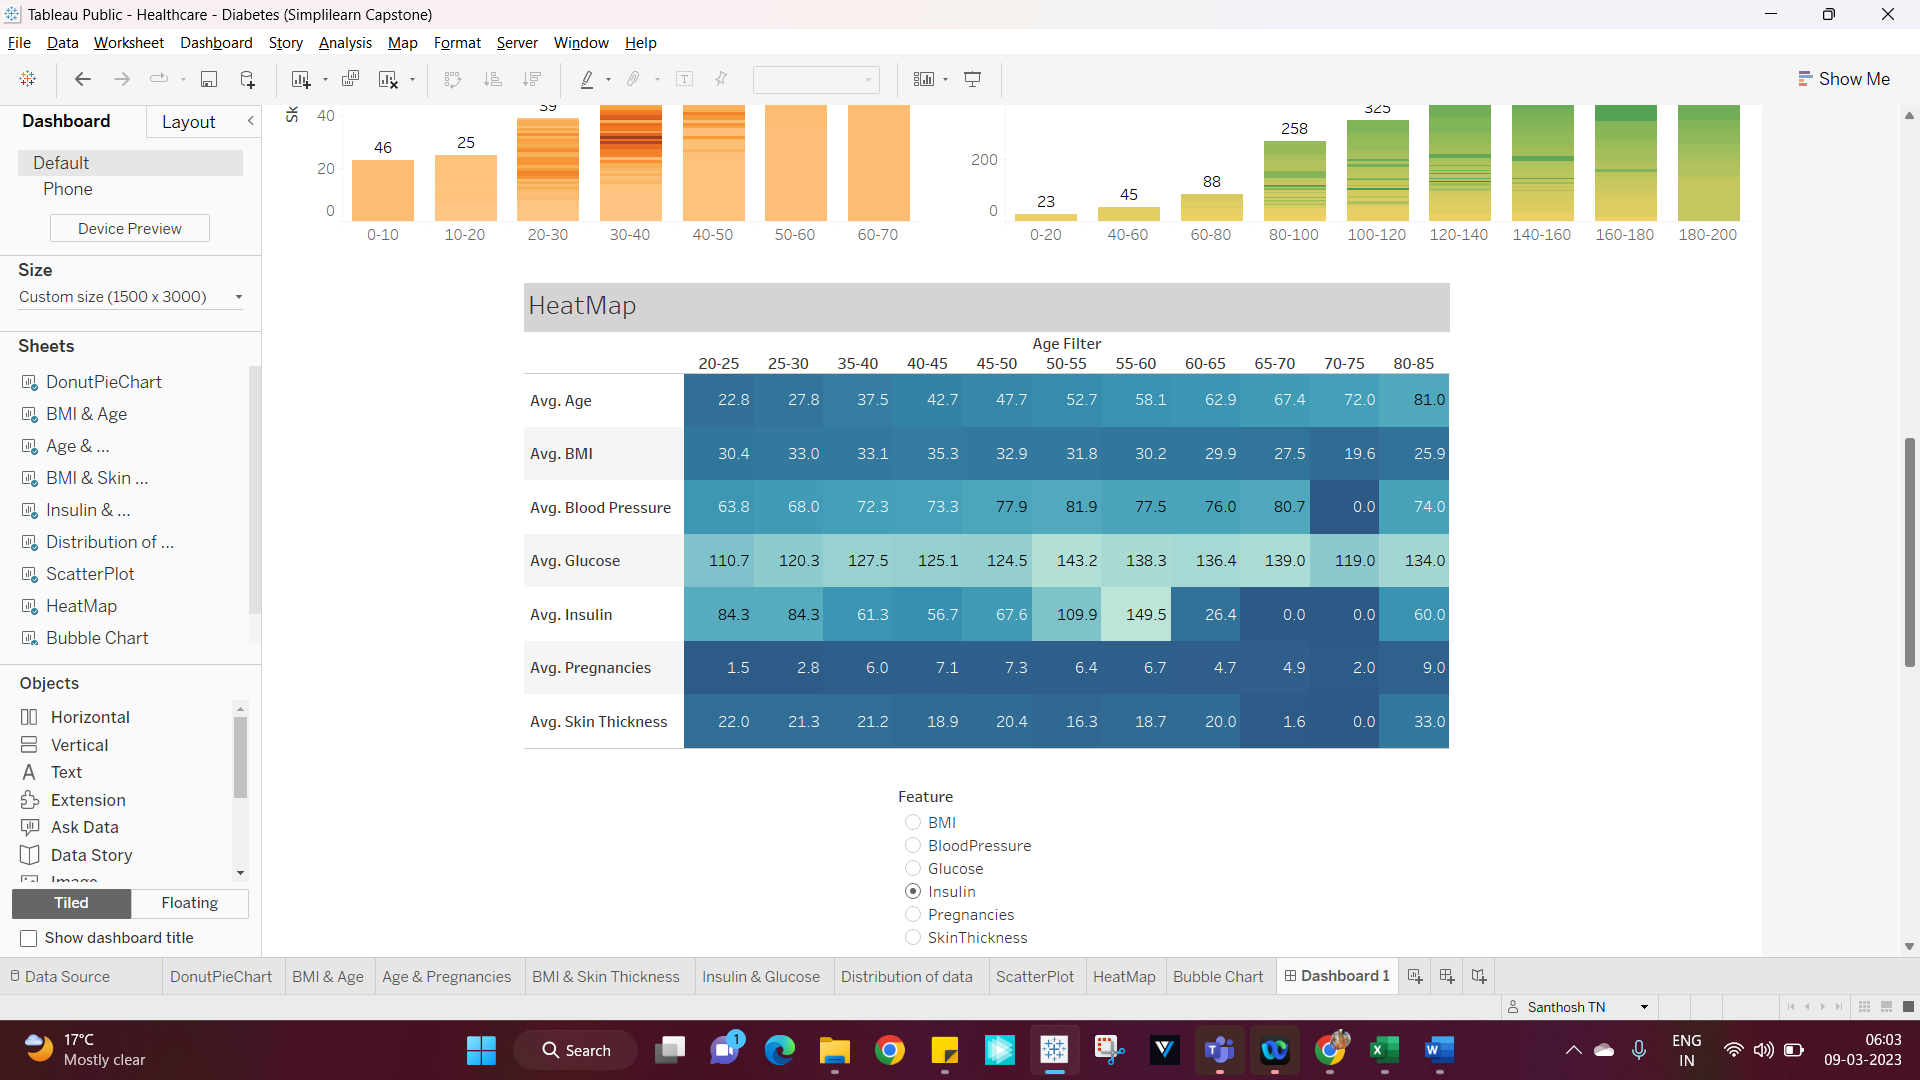 Tableau Public - Healthcare - Diabetes (Simplilearn Capstone)
File Data Worksheet Dashboard Story Analysis Map Format Server Window Help
Show Me
Dashboard Layout
Default
Phone
Device Preview
Size
Custom size (1500 x 3000)
Sheets
DonutPieChart
BMI & Age
Age & ...
BMI & Skin ...
Insulin & ...
Distribution of ...
ScatterPlot
HeatMap
Bubble Chart
Objects
Horizontal
Vertical
Text
Extension
Ask Data
Data Story
Image
Tiled Floating
Show dashboard title
Sk
40
20
0
46 25 39
0-10 10-20 20-30 30-40 40-50 50-60 60-70
200
0
23 45 88 258 325
0-20 40-60 60-80 80-100 100-120 120-140 140-160 160-180 180-200
HeatMap
Age Filter
20-25 25-30 35-40 40-45 45-50 50-55 55-60 60-65 65-70 70-75 80-85
Avg. Age 22.8 27.8 37.5 42.7 47.7 52.7 58.1 62.9 67.4 72.0 81.0
Avg. BMI 30.4 33.0 33.1 35.3 32.9 31.8 30.2 29.9 27.5 19.6 25.9
Avg. Blood Pressure 63.8 68.0 72.3 73.3 77.9 81.9 77.5 76.0 80.7 0.0 74.0
Avg. Glucose 110.7 120.3 127.5 125.1 124.5 143.2 138.3 136.4 139.0 119.0 134.0
Avg. Insulin 84.3 84.3 61.3 56.7 67.6 109.9 149.5 26.4 0.0 0.0 60.0
Avg. Pregnancies 1.5 2.8 6.0 7.1 7.3 6.4 6.7 4.7 4.9 2.0 9.0
Avg. Skin Thickness 22.0 21.3 21.2 18.9 20.4 16.3 18.7 20.0 1.6 0.0 33.0
Feature
BMI
BloodPressure
Glucose
Insulin
Pregnancies
SkinThickness
Data Source DonutPieChart BMI & Age Age & Pregnancies BMI & Skin Thickness Insulin & Glucose Distribution of data ScatterPlot HeatMap Bubble Chart Dashboard 1
Santhosh TN
17°C
Mostly clear
Search
1
ENG
IN
06:03
09-03-2023